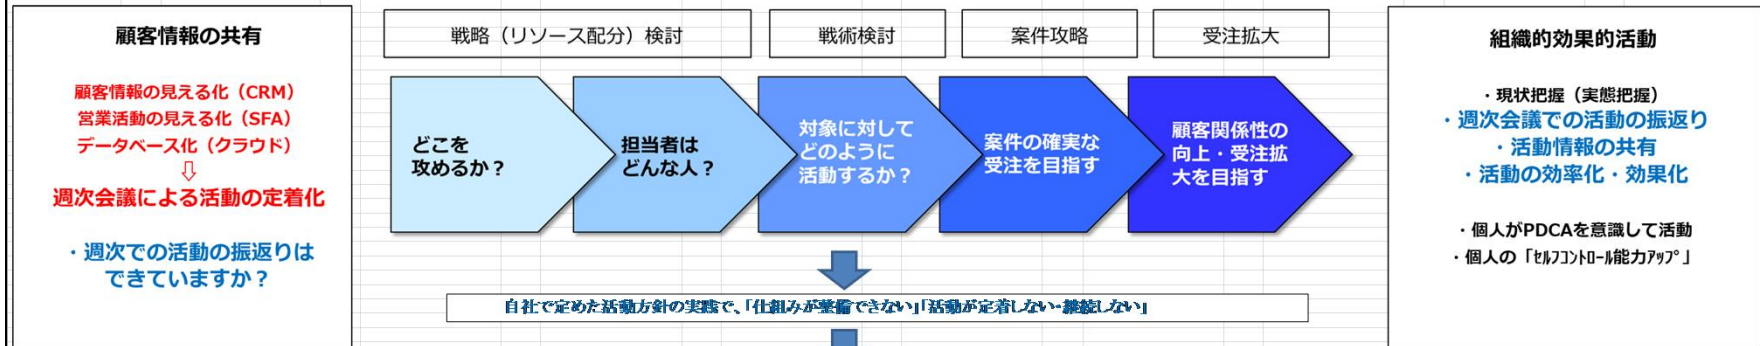 顧客情報の共有
顧客情報の見える化（CRM）
営業活動の見える化（SFA）
データベース化（クラウド）
週次会議による活動の定着化
・週次での活動の振返りは
できていますか？
戦略（リソース配分）検討
戦術検討
案件攻略
受注拡大
どこを
攻めるか？
担当者は
どんな人？
対象に対して
どのように
活動するか？
案件の確実な
受注を目指す
顧客関係性の
向上・受注拡
大を目指す
自社で定めた活動方針の実践で、「仕組みが整備できない」「活動が定着しない・継続しない」
組織的効果的活動
・現状把握（実態把握）
・週次会議での活動の振返り
・活動情報の共有
・活動の効率化・効果化
・個人がPDCAを意識して活動
・個人の「ｾﾙﾌｺﾝﾄﾛｰﾙ能力ｱｯﾌﾟ」